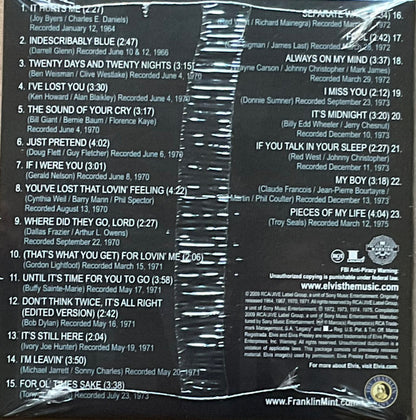 1. IT HURTS ME (2:27)
(Joy Byers / Charles E. Daniels)
Recorded January 12, 1964
2. INDESCRIBABLY BLUE (2:47)
(Darrell Glenn) Recorded June 10 & 12, 1966
3. TWENTY DAYS AND TWENTY NIGHTS (3:15)
(Ben Weisman / Clive Westlake) Recorded June 4, 1970
4. I'VE LOST YOU (3:30)
(Ken Howard / Alan Blaikley) Recorded June 4, 1970
5. THE SOUND OF YOUR CRY (3:17)
(Bill Giant / Bernie Baum / Florence Kaye)
Recorded June 4, 1970
6. JUST PRETEND (4:02)
(Doug Flett / Guy Fletcher) Recorded June 6, 1970
7. IF I WERE YOU (3:01)
(Gerald Nelson) Recorded June 8, 1970
8. YOU'VE LOST THAT LOVIN' FEELING (4:22)
(Cynthia Weil / Barry Mann / Phil Spector)
Recorded August 13, 1970
9. WHERE DID THEY GO, LORD (2:27)
(Dallas Frazier / Arthur L. Owens)
Recorded September 22, 1970
10. (THAT'S WHAT YOU GET) FOR LOVIN' ME (2:06)
(Gordon Lightfoot) Recorded March 15, 1971
11. UNTIL IT'S TIME FOR YOU TO GO (3:58)
(Buffy Sainte-Marie) Recorded May 17, 1971
12. DON'T THINK TWICE, IT'S ALL RIGHT
(EDITED VERSION) (2:42)
(Bob Dylan) Recorded May 16, 1971
13. IT'S STILL HERE (2:04)
(Ivory Joe Hunter) Recorded May 19, 1971
14. I'M LEAVIN' (3:50)
(Michael Jarrett / Sonny Charles) Recorded May 20, 1971
15. FOR OL' TIMES SAKE (3:38)
Recorded July 23, 1973
SEPARATE 16.
(Red West / Richard Mainegra) Recorded March
FOOL (2:42) 17.
Sigman / James Last) Recorded March 28, 1972
ALWAYS ON MY MIND (3:37) 18.
Wayne Carson / Johnny Christopher / Mark James)
Recorded March 29, 1972
I MISS YOU (2:12) 19.
(Donnie Sumner) Recorded September 23, 1973
IT'S MIDNIGHT (3:20) 20.
(Billy Edd Wheeler / Jerry Chesnut)
Recorded December 10, 1973
IF YOU TALK IN YOUR SLEEP (2:27) 21.
(Red West / Johnny Christopher)
Recorded December 11, 1973
MY BOY (3:18) 22.
(Claude Francois / Jean-Pierre Bourtayre /
Martin / Phil Coulter) Recorded December 13, 1973
PIECES OF MY LIFE (4:04) 23.
(Troy Seals) Recorded March 12, 1975
RCA
FBI Anti-Piracy Warning
Unauthorized copying is punishable under federal law.
www.elvisthemusic.com
For more about Elvis, visit Elvis.com.
www.FranklinMint.com